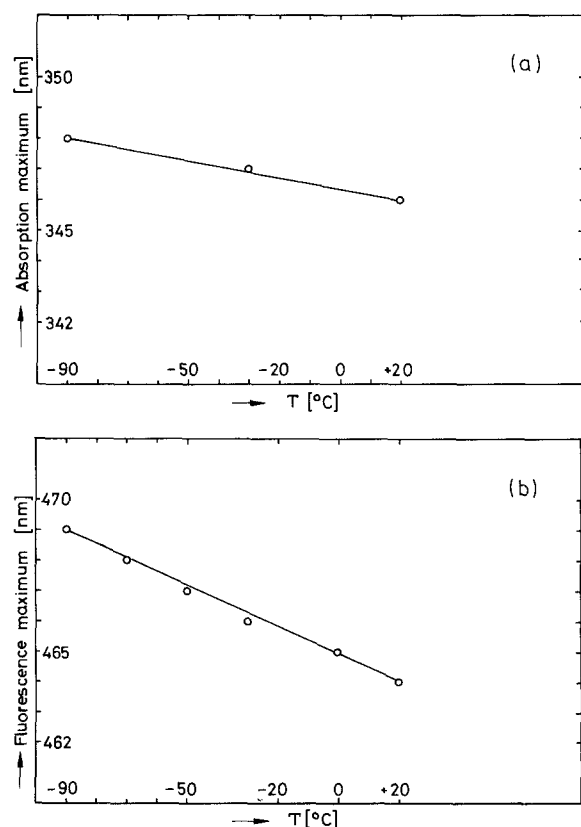 (a)
Absorption maximum [nm]
350
345
342
-90
-50
-20
0
+20
T [°C]
(b)
Fluorescence maximum [nm]
470
465
462
-90
-50
-20
0
+20
T [°C]